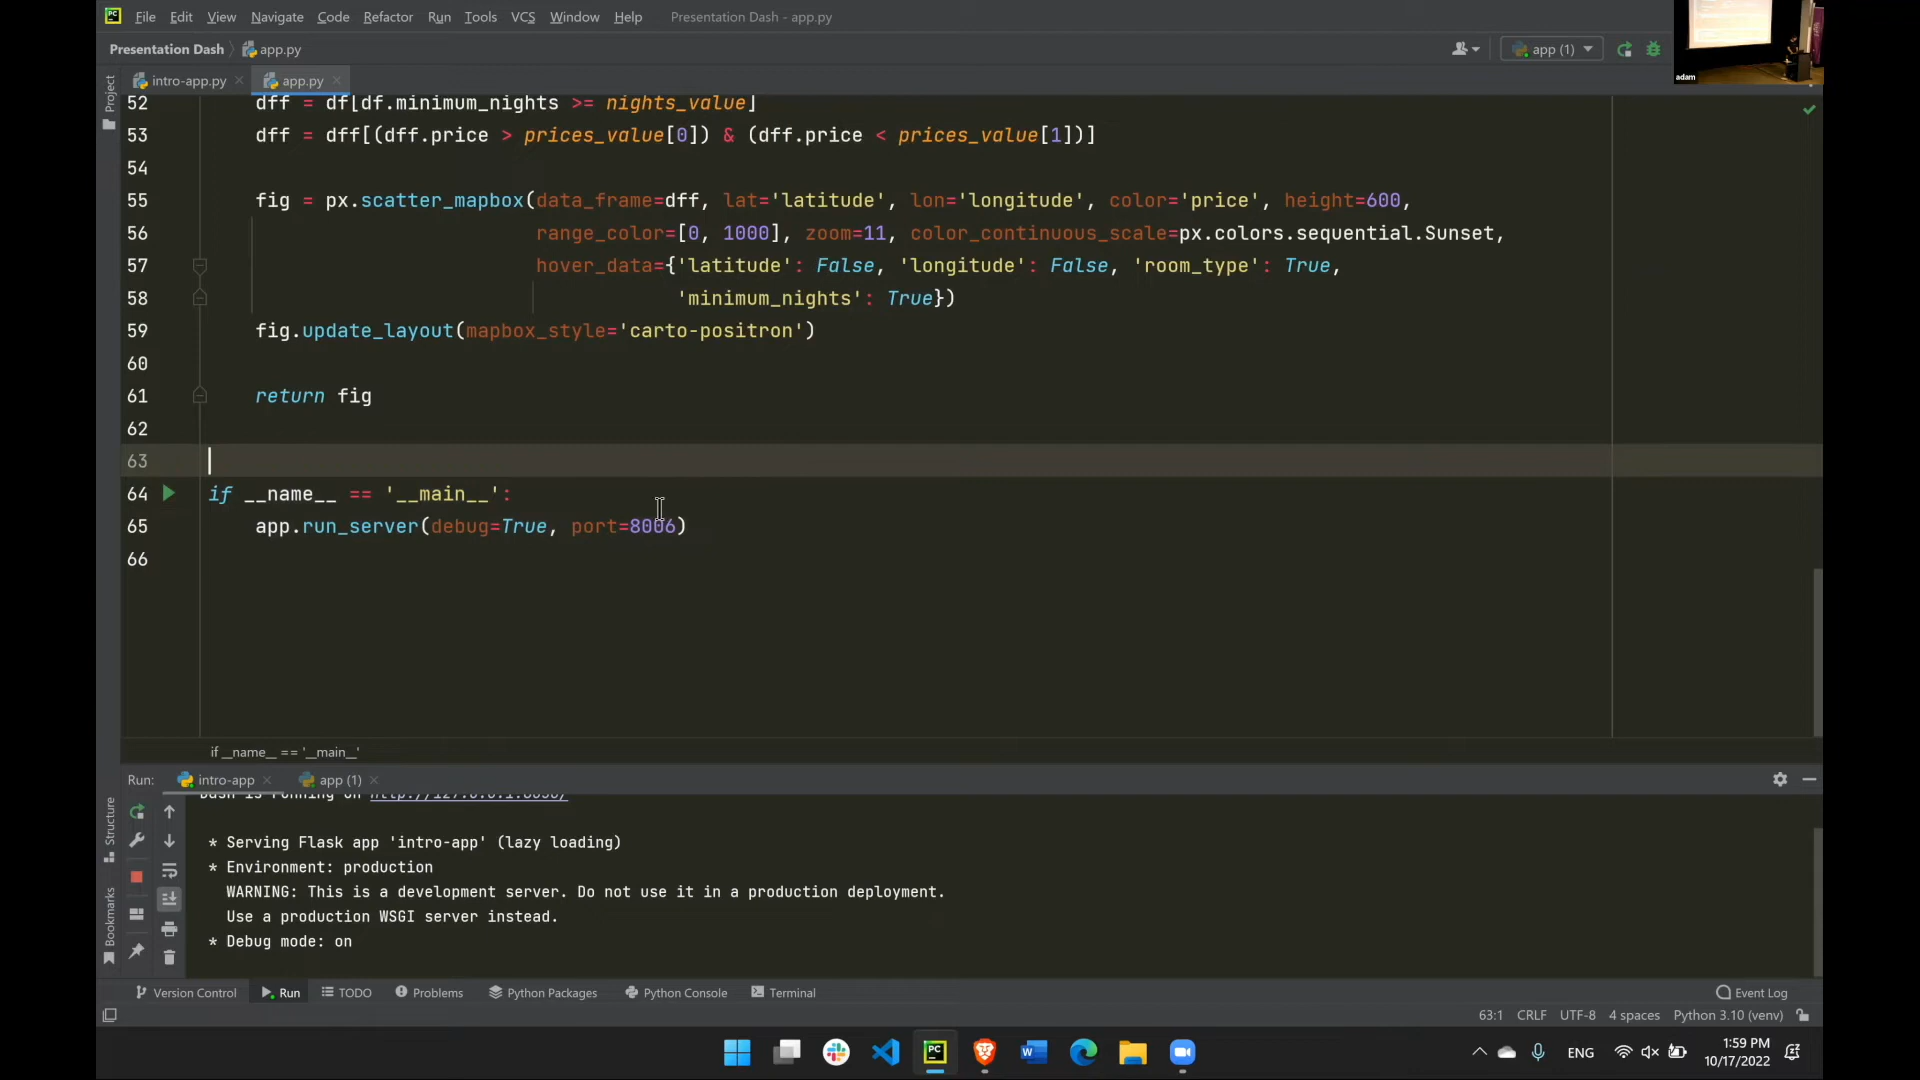 File Edit View Navigate Code Refactor Run Tools VCS Window Help Presentation Dash - app.py
Presentation Dash app.py app (1)
adam
intro-app.py app.py
Project
52 dff = df[df.minimum_nights >= nights_value]
53 dff = dff[(dff.price > prices_value[0]) & (dff.price < prices_value[1])]
54
55 fig = px.scatter_mapbox(data_frame=dff, lat='latitude', lon='longitude', color='price', height=600,
56 range_color=[0, 1000], zoom=11, color_continuous_scale=px.colors.sequential.Sunset,
57 hover_data={'latitude': False, 'longitude': False, 'room_type': True,
58 'minimum_nights': True})
59 fig.update_layout(mapbox_style='carto-positron')
60
61 return fig
62
63
64 if __name__ == '__main__':
65 app.run_server(debug=True, port=8006)
66
if __name__ == '__main__'
Run: intro-app app (1)
Dash is running on
* Serving Flask app 'intro-app' (lazy loading)
* Environment: production
WARNING: This is a development server. Do not use it in a production deployment.
Use a production WSGI server instead.
* Debug mode: on
Structure
Bookmarks
Version Control Run TODO Problems Python Packages Python Console Terminal Event Log
63:1 CRLF UTF-8 4 spaces Python 3.10 (venv)
PC W ENG 1:59 PM
10/17/2022